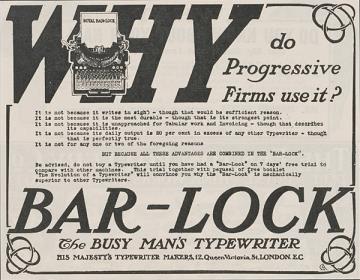 WHY
ROYAL BAR-LOCK
do
Progressive
Firms use it?
It is not because it writes in sight - though that would be sufficient reason.
It is not because it is the most durable - though that is its strongest point.
It is not because it is unapproached for Tabular work and Invoicing - though that describes
its capabilities.
It is not because its daily output is 20 per cent in excess of any other Typewriter - though
that is perfectly true.
It is not for any one or two of the foregoing reasons
BUT BECAUSE ALL THESE ADVANTAGES ARE COMBINED IN THE "BAR-LOCK".
Be advised, do not buy a Typewriter until you have had a "Bar-Lock" on 7 days' free trial to
compare with other machines. This trial together with perusal of free booklet
"The Evolution of a Typewriter" will convince you why the "Bar-Lock" is mechanically
superior to other Typewriters.
BAR-LOCK
The BUSY MAN'S TYPEWRITER
HIS MAJESTY'S TYPEWRITER MAKERS, 12, Queen Victoria St. LONDON. E.C